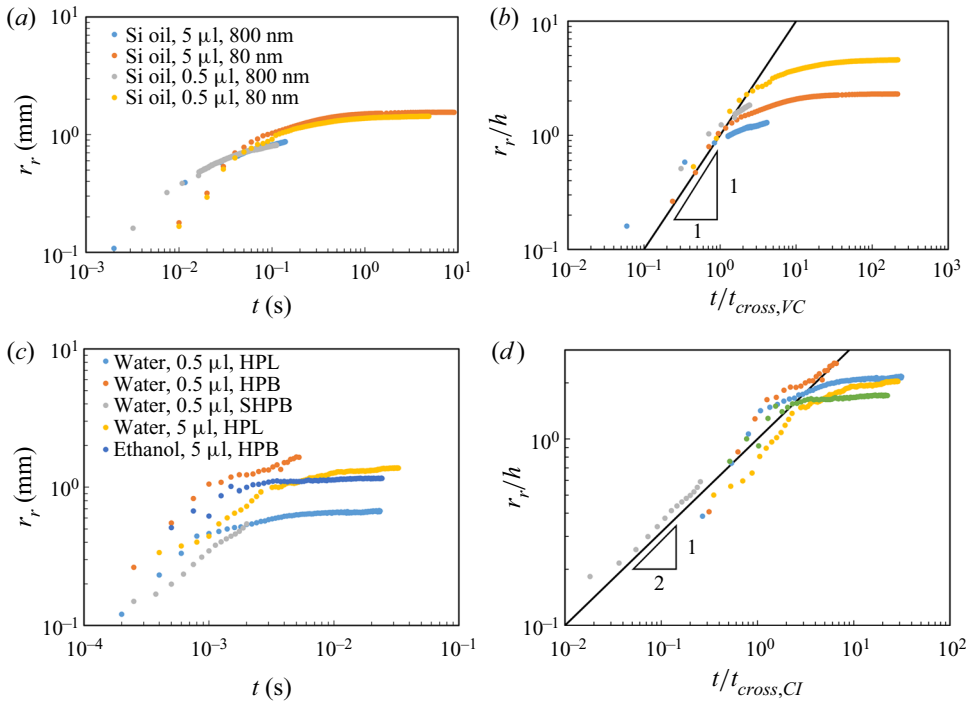 (a)
10¹
10⁰
10⁻¹
r_r (mm)
Si oil, 5 μl, 800 nm
Si oil, 5 μl, 80 nm
Si oil, 0.5 μl, 800 nm
Si oil, 0.5 μl, 80 nm
10⁻³ 10⁻² 10⁻¹ 10⁰ 10¹
t (s)
(b)
10¹
10⁰
10⁻¹
r_r/h
1
1
10⁻² 10⁻¹ 10⁰ 10¹ 10² 10³
t/t_cross,VC
(c)
10¹
10⁰
10⁻¹
r_r (mm)
Water, 0.5 μl, HPL
Water, 0.5 μl, HPB
Water, 0.5 μl, SHPB
Water, 5 μl, HPL
Ethanol, 5 μl, HPB
10⁻⁴ 10⁻³ 10⁻² 10⁻¹
t (s)
(d)
10⁰
10⁻¹
r_r/h
1
2
10⁻² 10⁻¹ 10⁰ 10¹ 10²
t/t_cross,CI